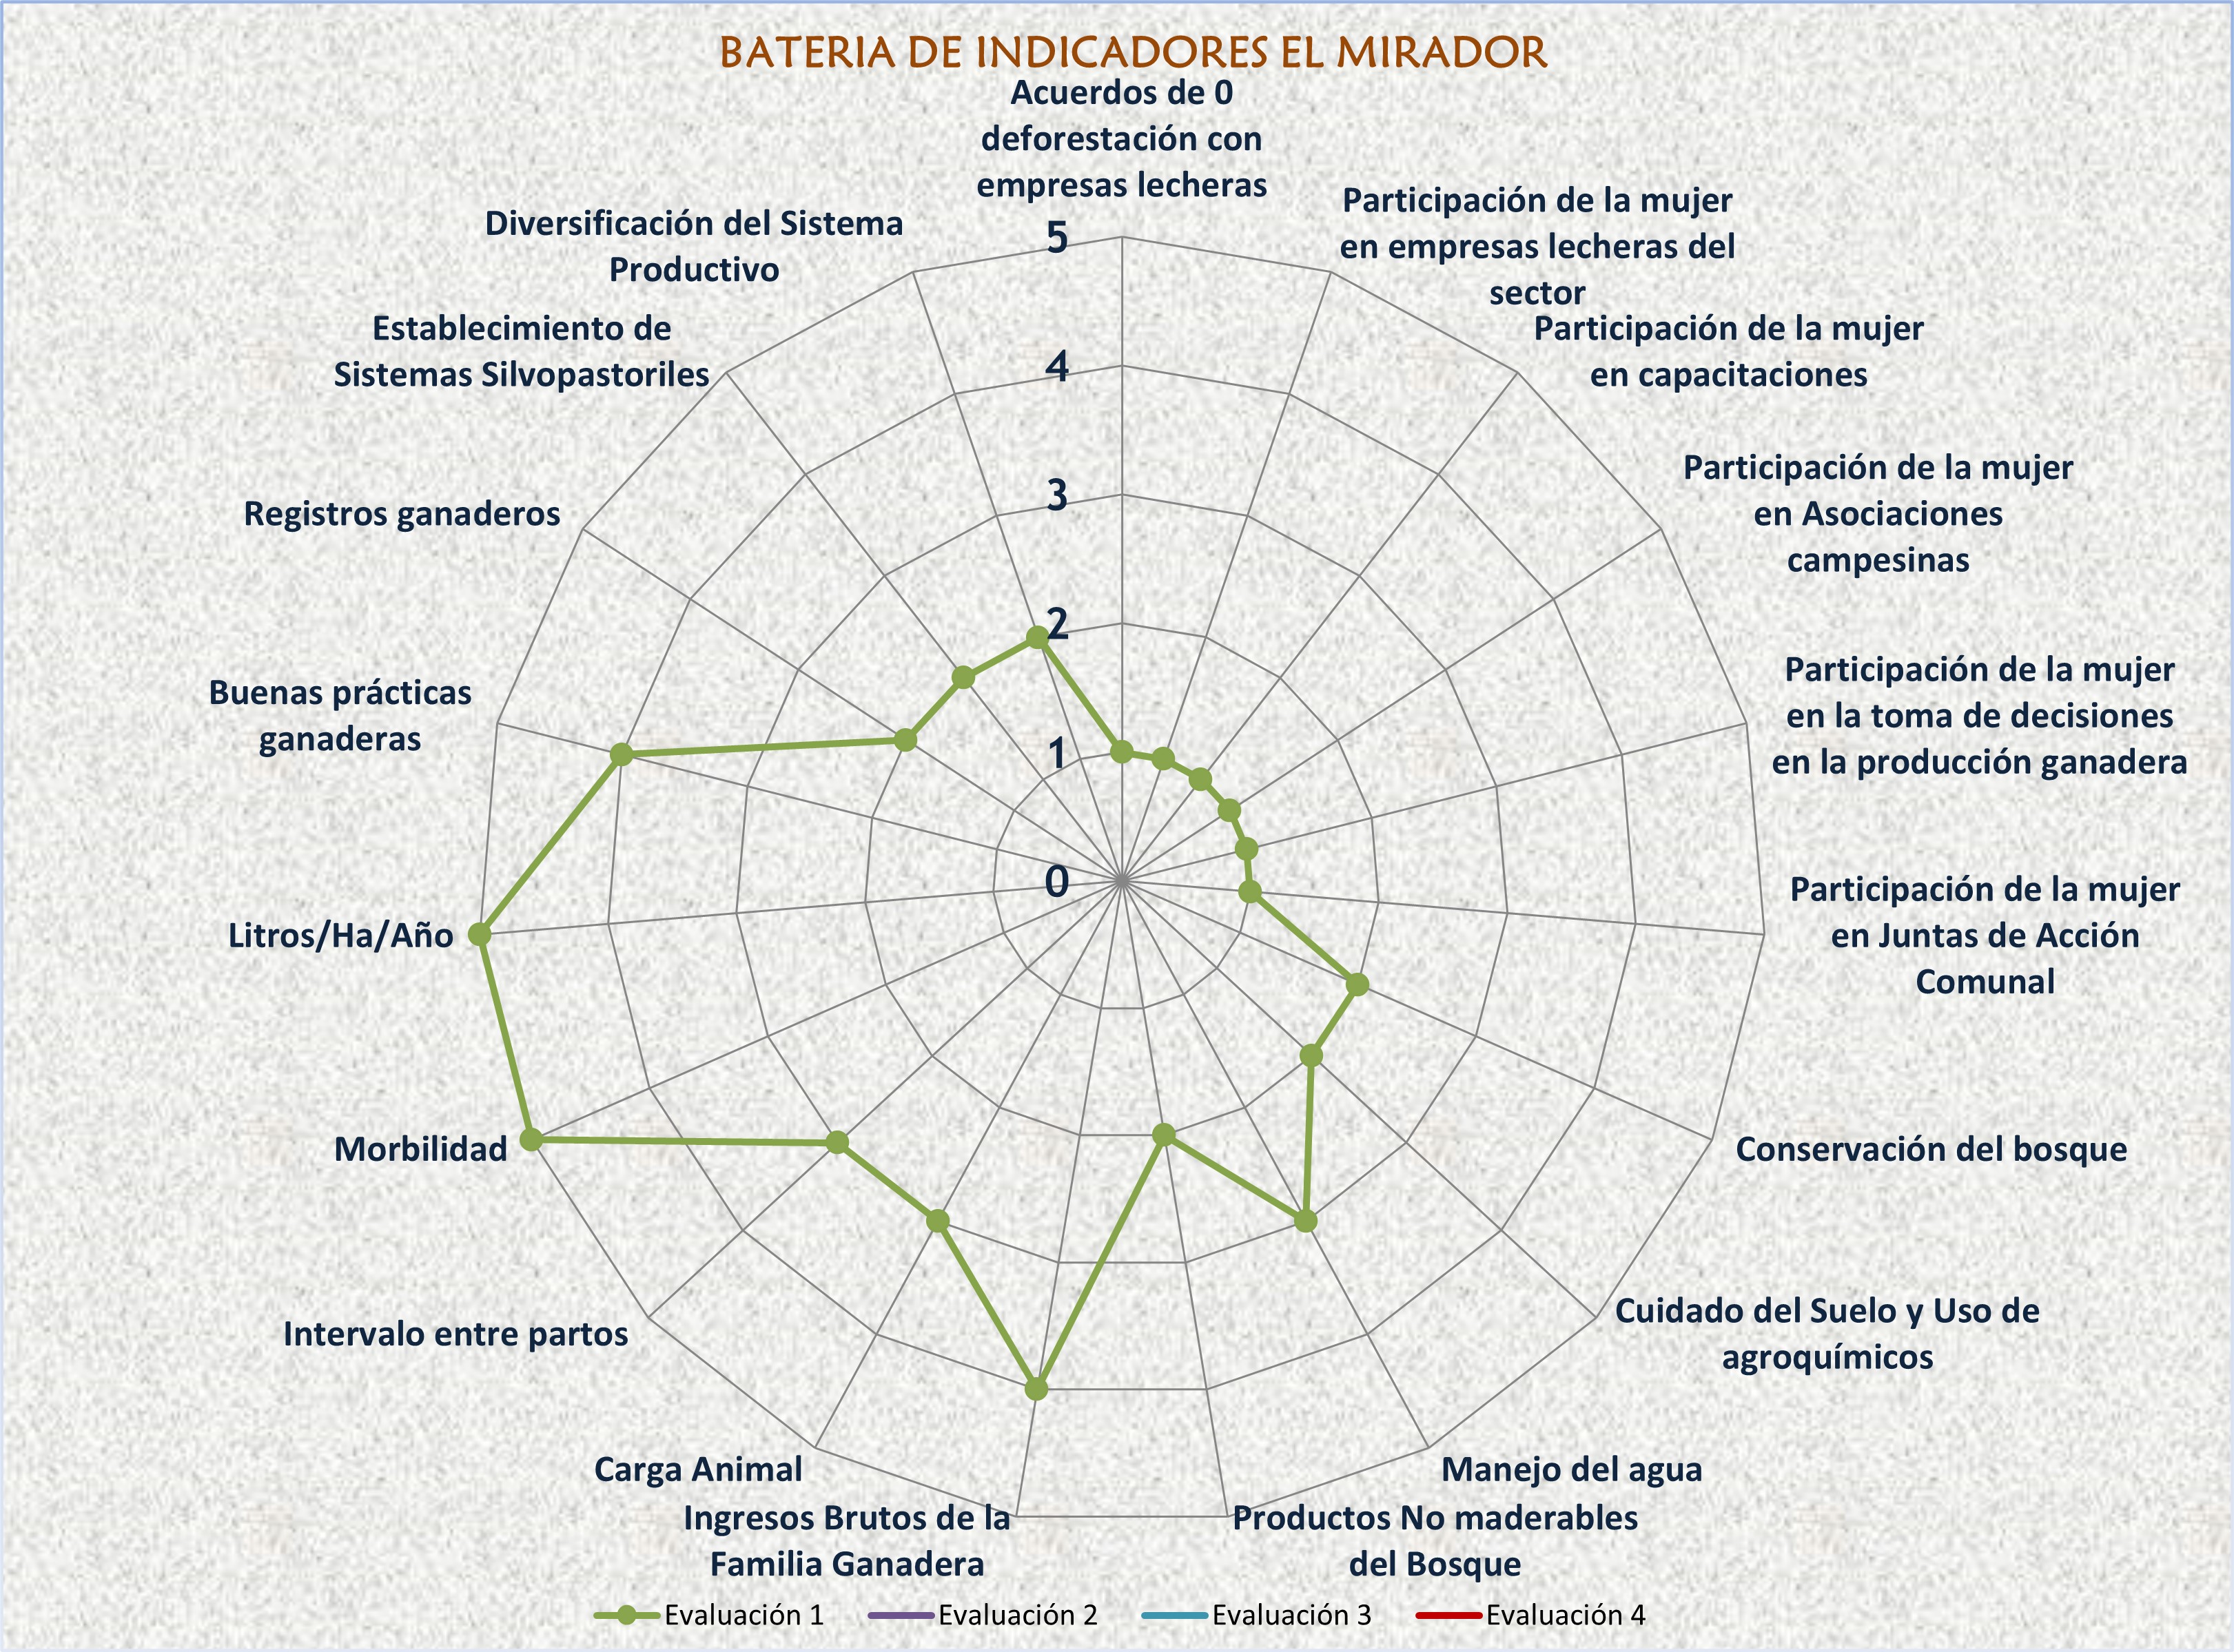 BATERIA DE INDICADORES EL MIRADOR
Acuerdos de 0
deforestación con
empresas lecheras
Participación de la mujer
en empresas lecheras del
sector
Participación de la mujer
en capacitaciones
Participación de la mujer
en Asociaciones
campesinas
Participación de la mujer
en la toma de decisiones
en la producción ganadera
Participación de la mujer
en Juntas de Acción
Comunal
Conservación del bosque
Cuidado del Suelo y Uso de
agroquímicos
Manejo del agua
Productos No maderables
del Bosque
Ingresos Brutos de la
Familia Ganadera
Carga Animal
Intervalo entre partos
Morbilidad
Litros/Ha/Año
Buenas prácticas
ganaderas
Registros ganaderos
Establecimiento de
Sistemas Silvopastoriles
Diversificación del Sistema
Productivo
5
4
3
2
1
0
Evaluación 1
Evaluación 2
Evaluación 3
Evaluación 4